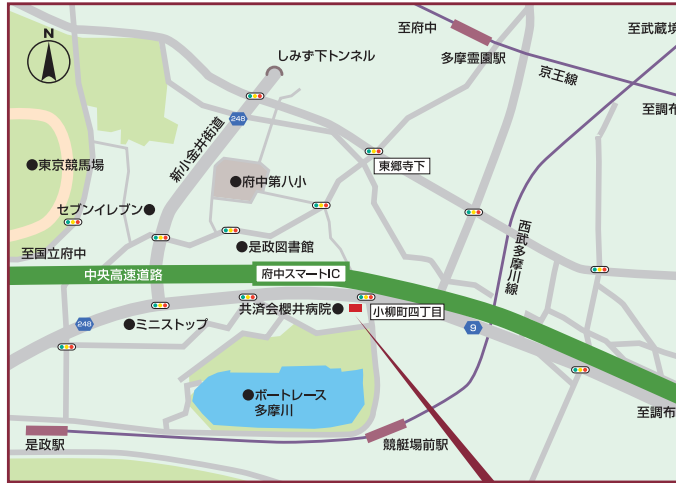 N
しみず下トンネル
至府中
多摩霊園駅
至武蔵境
京王線
至調布
248
新小金井街道
東京競馬場
府中第八小
東郷寺下
セブンイレブン
是政図書館
西武多摩川線
至国立府中
中央高速道路
府中スマートIC
共済会櫻井病院
小柳町四丁目
248
ミニストップ
9
ボートレース
多摩川
至調布
是政駅
競艇場前駅